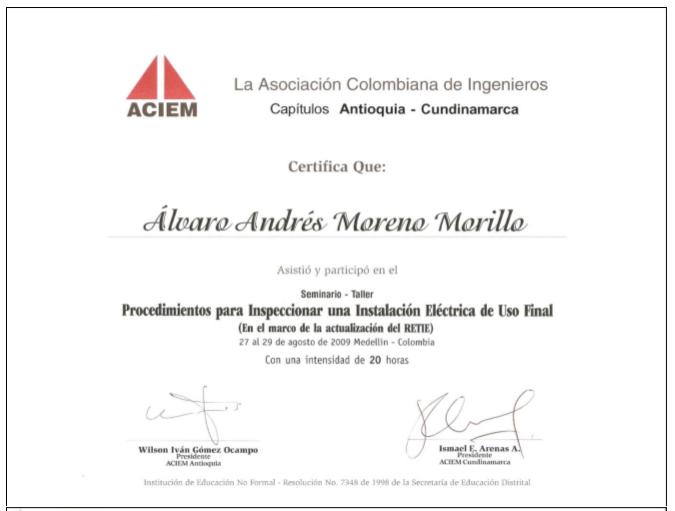 ACIEM
La Asociación Colombiana de Ingenieros
Capítulos Antioquia - Cundinamarca
Certifica Que:
Álvaro Andrés Moreno Morillo
Asistió y participó en el
Seminario - Taller
Procedimientos para Inspeccionar una Instalación Eléctrica de Uso Final
(En el marco de la actualización del RETIE)
27 al 29 de agosto de 2009 Medellin - Colombia
Con una intensidad de 20 horas
Wilson Iván Gómez Ocampo
Presidente
ACIEM Antioquia
Ismael E. Arenas A.
Presidente
ACIEM Cundinamarca
Institución de Educación No Formal - Resolución No. 7348 de 1998 de la Secretaría de Educación Distrital